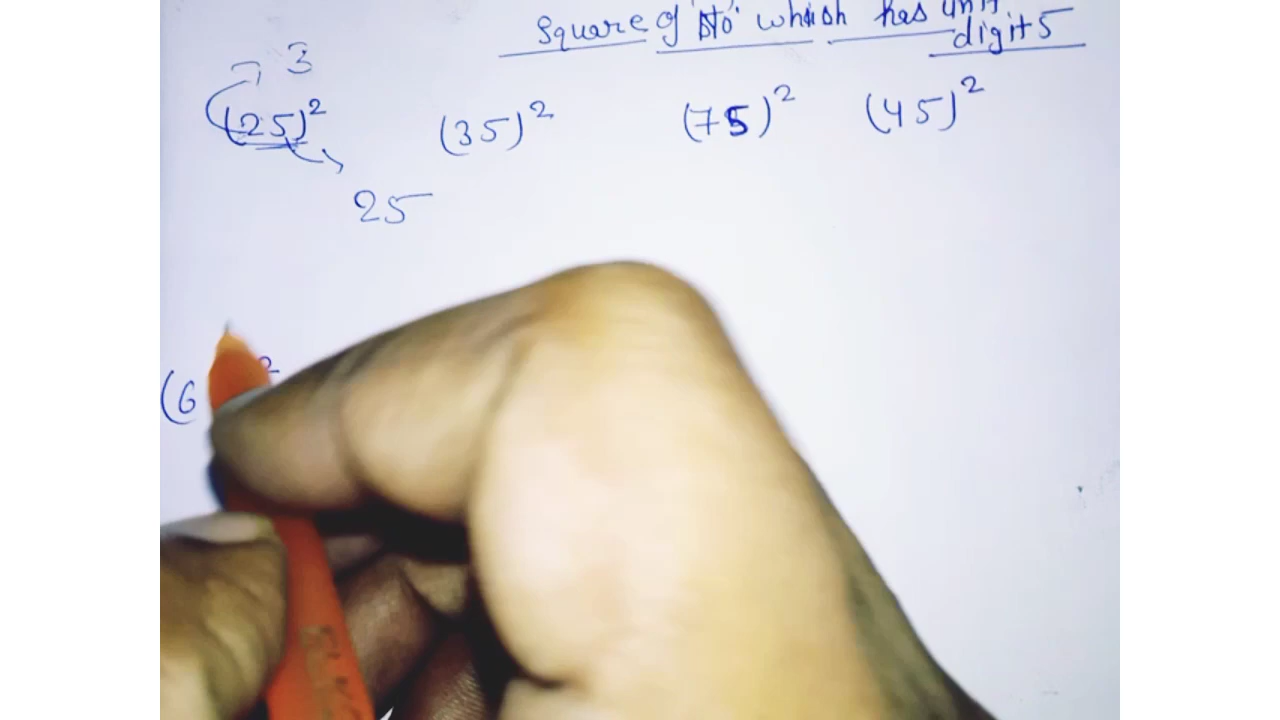 Square of 'No' which has unit
digit 5
3
(25)² (35)² (75)² (45)²
25
(6 ²